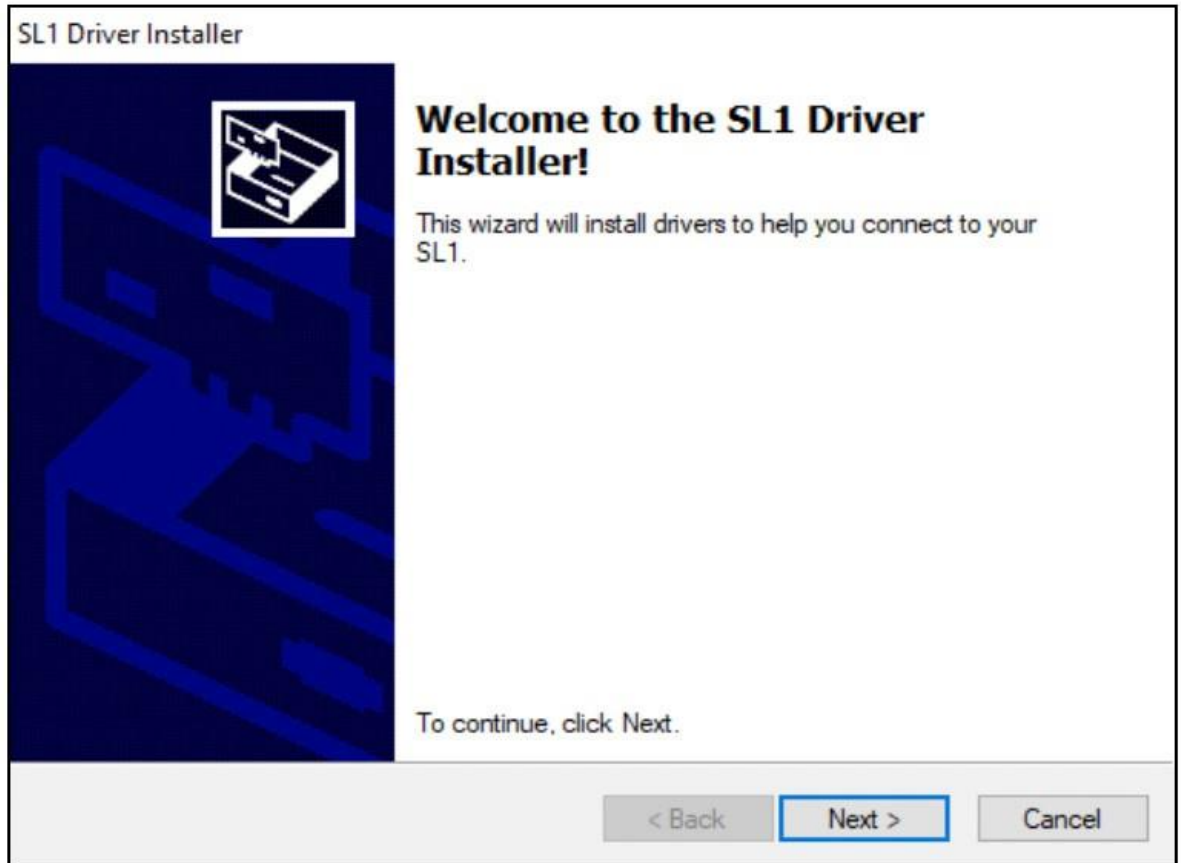 SL1 Driver Installer
Welcome to the SL1 Driver
Installer!
This wizard will install drivers to help you connect to your
SL1.
To continue, click Next.
< Back Next > Cancel